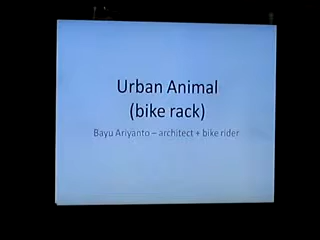 Urban Animal
(bike rack)
Bayu Ariyanto – architect + bike rider